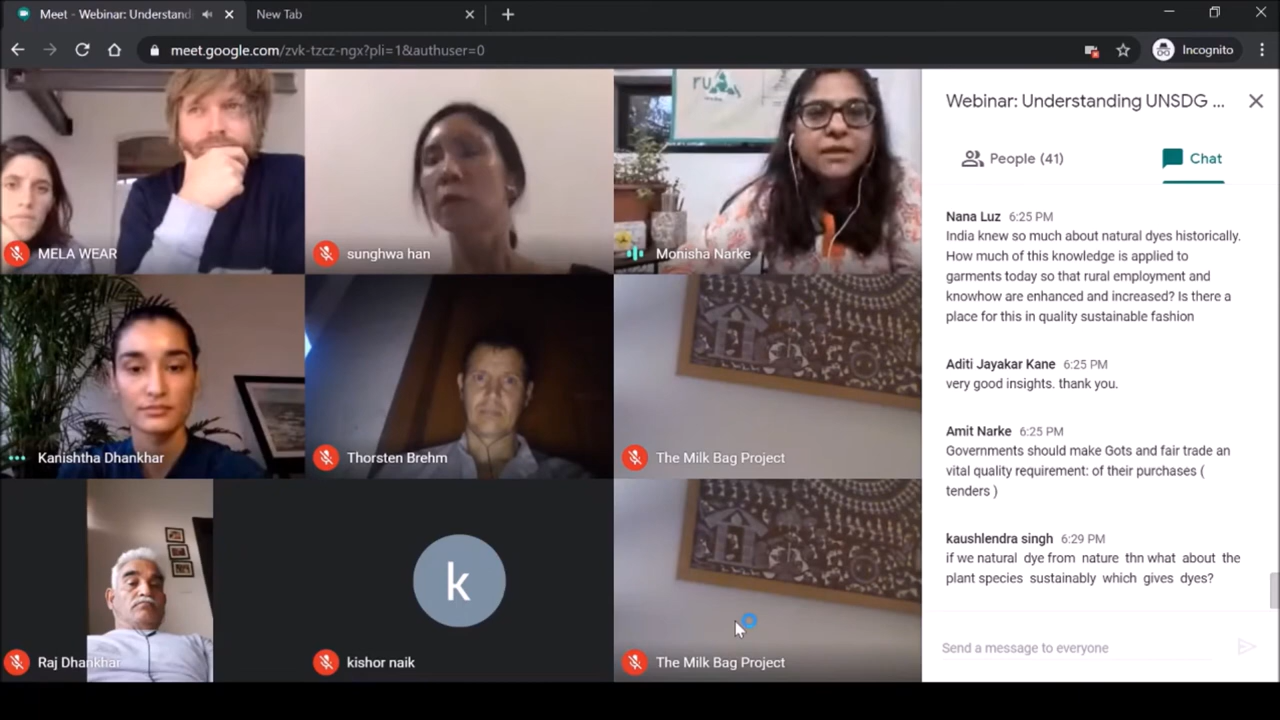 Meet - Webinar: Understand
New Tab
meet.google.com/zvk-tzcz-ngx?pli=1&authuser=0
Incognito
MELA WEAR
sunghwa han
ru
Monisha Narke
Kanishtha Dhankhar
Thorsten Brehm
The Milk Bag Project
Raj Dhankhar
k
kishor naik
The Milk Bag Project
Webinar: Understanding UNSDG ...
People (41)
Chat
Nana Luz 6:25 PM
India knew so much about natural dyes historically.
How much of this knowledge is applied to
garments today so that rural employment and
knowhow are enhanced and increased? Is there a
place for this in quality sustainable fashion
Aditi Jayakar Kane 6:25 PM
very good insights. thank you.
Amit Narke 6:25 PM
Governments should make Gots and fair trade an
vital quality requirement: of their purchases (
tenders )
kaushlendra singh 6:29 PM
if we natural dye from nature thn what about the
plant species sustainably which gives dyes?
Send a message to everyone